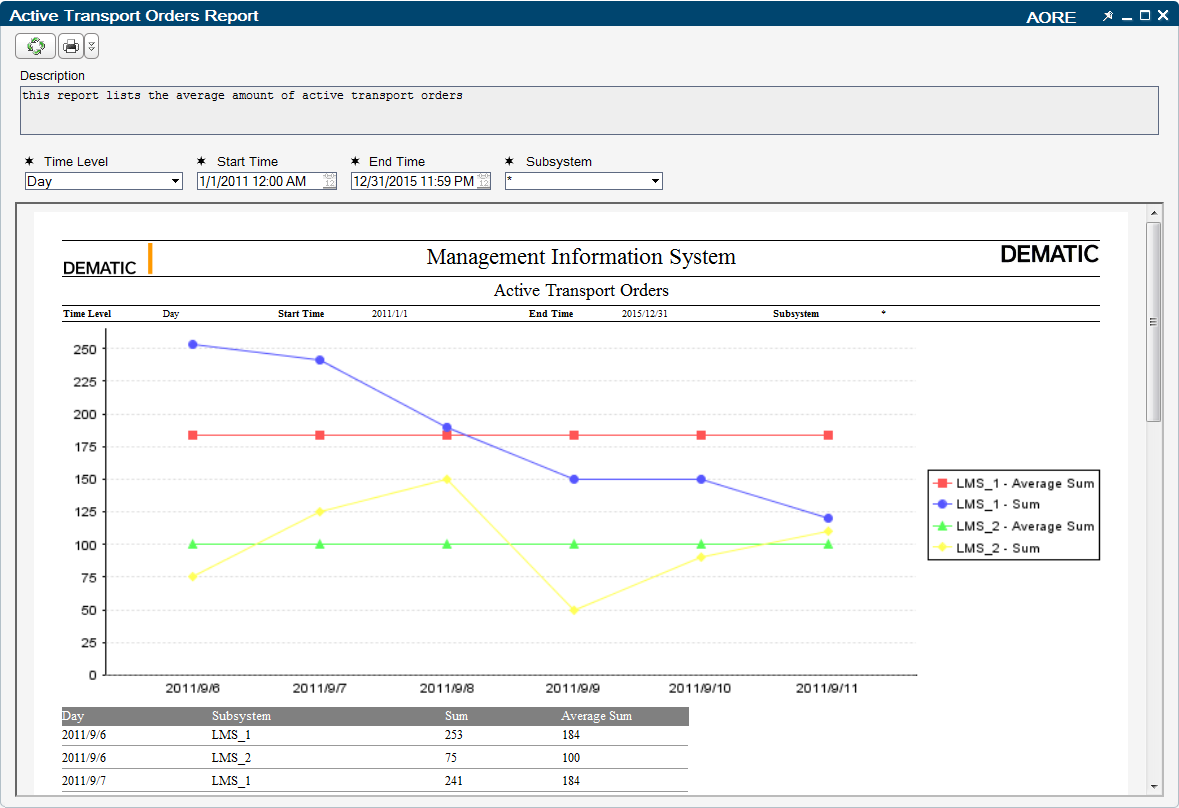 Active Transport Orders Report AORE
Description
this report lists the average amount of active transport orders
✶ Time Level ✶ Start Time ✶ End Time ✶ Subsystem
Day 1/1/2011 12:00 AM 12 12/31/2015 11:59 PM 12 *
DEMATIC Management Information System DEMATIC
Active Transport Orders
Time Level Day Start Time 2011/1/1 End Time 2015/12/31 Subsystem *
250
225
200
175
150
125
100
75
50
25
0
2011/9/6 2011/9/7 2011/9/8 2011/9/9 2011/9/10 2011/9/11
LMS_1 - Average Sum
LMS_1 - Sum
LMS_2 - Average Sum
LMS_2 - Sum
Day Subsystem Sum Average Sum
2011/9/6 LMS_1 253 184
2011/9/6 LMS_2 75 100
2011/9/7 LMS_1 241 184